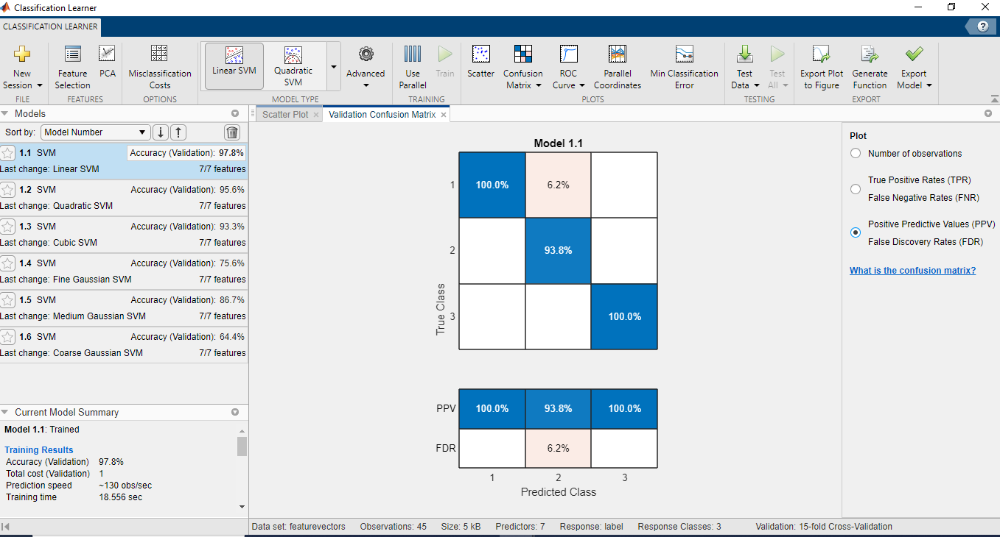 Classification Learner
CLASSIFICATION LEARNER
?
New Session
Feature Selection
PCA
Misclassification Costs
Linear SVM
Quadratic SVM
Advanced
Use Parallel
Train
Scatter
Confusion Matrix
ROC Curve
Parallel Coordinates
Min Classification Error
Test Data
Test All
Export Plot to Figure
Generate Function
Export Model
FILE FEATURES OPTIONS MODEL TYPE TRAINING PLOTS TESTING EXPORT
Models
Sort by: Model Number
1.1 SVM Accuracy (Validation): 97.8%
Last change: Linear SVM 7/7 features
1.2 SVM Accuracy (Validation): 95.6%
Last change: Quadratic SVM 7/7 features
1.3 SVM Accuracy (Validation): 93.3%
Last change: Cubic SVM 7/7 features
1.4 SVM Accuracy (Validation): 75.6%
Last change: Fine Gaussian SVM 7/7 features
1.5 SVM Accuracy (Validation): 86.7%
Last change: Medium Gaussian SVM 7/7 features
1.6 SVM Accuracy (Validation): 64.4%
Last change: Coarse Gaussian SVM 7/7 features
Current Model Summary
Model 1.1: Trained
Training Results
Accuracy (Validation) 97.8%
Total cost (Validation) 1
Prediction speed ~130 obs/sec
Training time 18.556 sec
Scatter Plot Validation Confusion Matrix
Model 1.1
1 100.0% 6.2%
2 93.8%
3 100.0%
True Class
PPV 100.0% 93.8% 100.0%
FDR 6.2%
1 2 3
Predicted Class
Plot
Number of observations
True Positive Rates (TPR)
False Negative Rates (FNR)
Positive Predictive Values (PPV)
False Discovery Rates (FDR)
What is the confusion matrix?
Data set: featurevectors Observations: 45 Size: 5 kB Predictors: 7 Response: label Response Classes: 3 Validation: 15-fold Cross-Validation